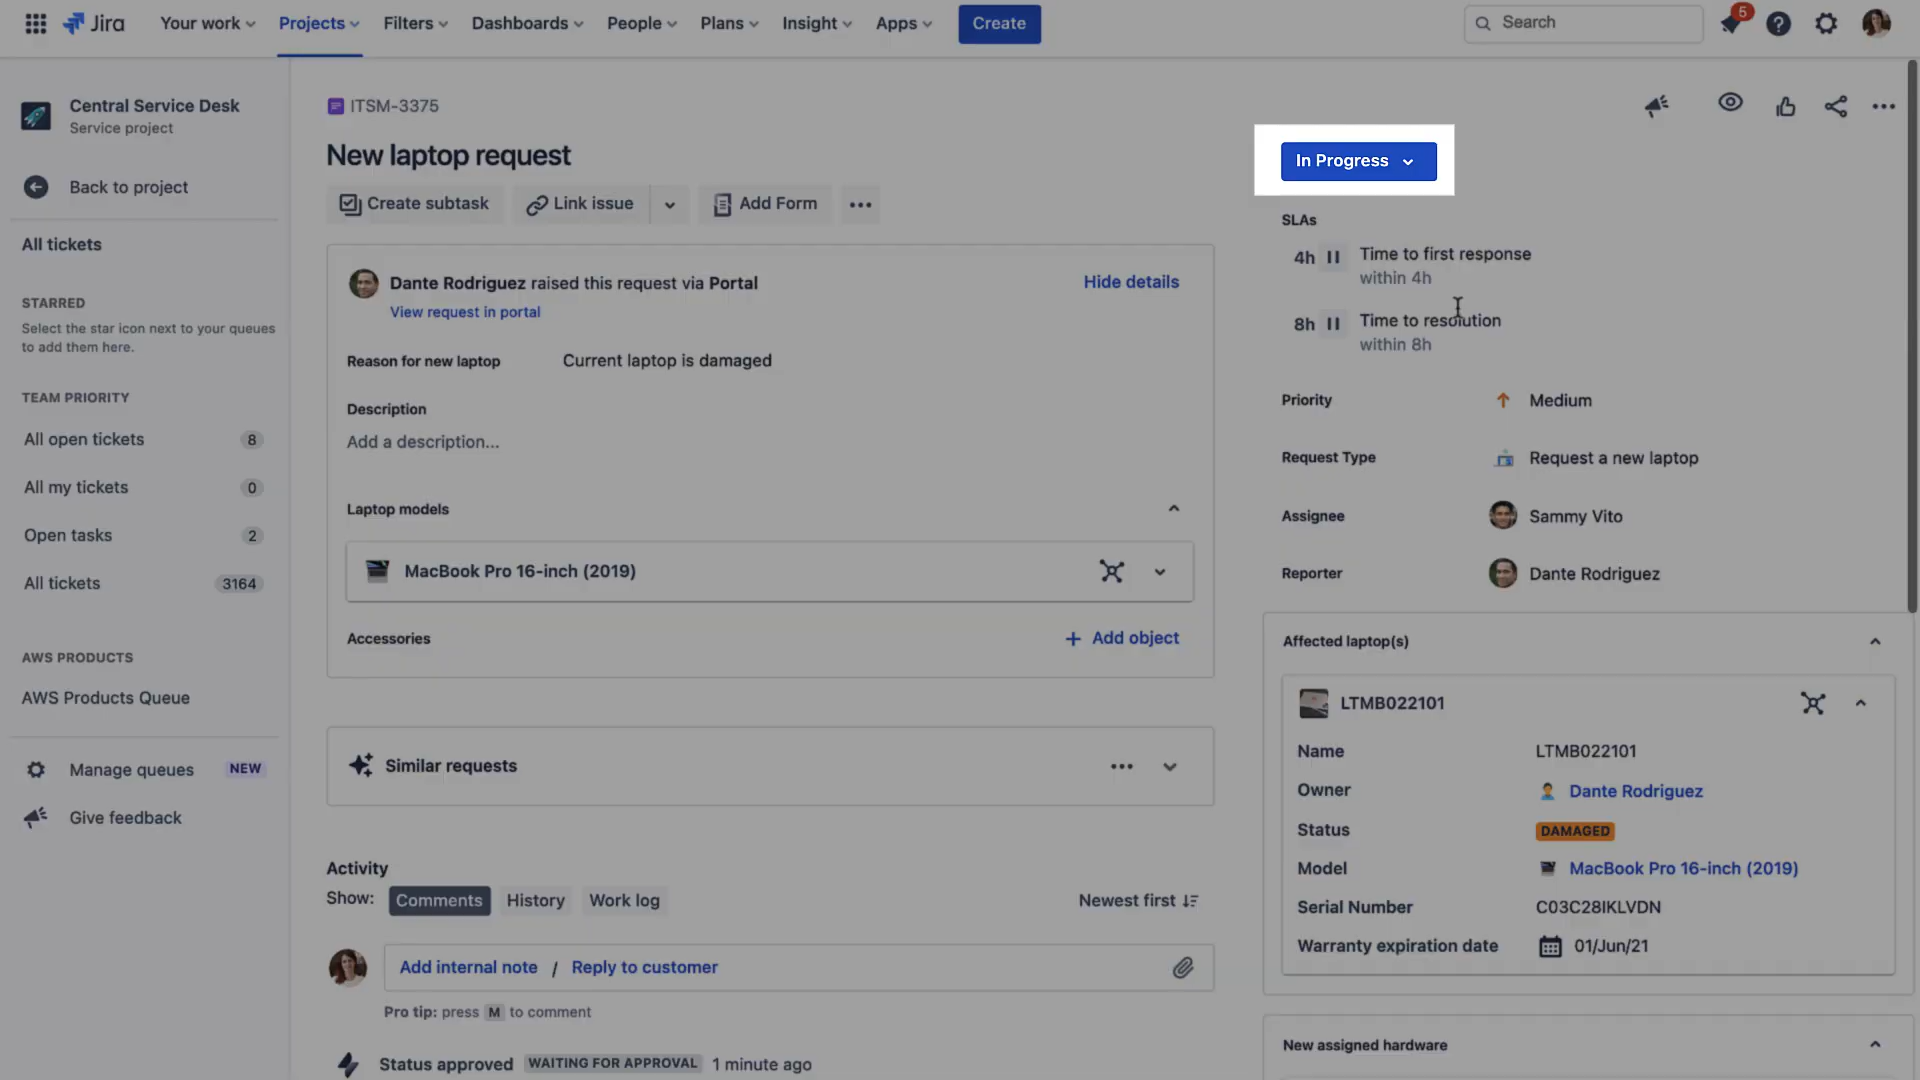 Jira
Your work
Projects
Filters
Dashboards
People
Plans
Insight
Apps
Create
Search
5
Central Service Desk
Service project
Back to project
All tickets
STARRED
Select the star icon next to your queues
to add them here.
TEAM PRIORITY
All open tickets 8
All my tickets 0
Open tasks 2
All tickets 3164
AWS PRODUCTS
AWS Products Queue
Manage queues NEW
Give feedback
ITSM-3375
New laptop request
Create subtask
Link issue
Add Form
Dante Rodriguez raised this request via Portal
Hide details
View request in portal
Reason for new laptop Current laptop is damaged
Description
Add a description...
Laptop models
MacBook Pro 16-inch (2019)
Accessories
+ Add object
Similar requests
Activity
Show: Comments History Work log
Newest first
Add internal note / Reply to customer
Pro tip: press M to comment
Status approved WAITING FOR APPROVAL 1 minute ago
In Progress
SLAs
4h Time to first response
within 4h
8h Time to resolution
within 8h
Priority Medium
Request Type Request a new laptop
Assignee Sammy Vito
Reporter Dante Rodriguez
Affected laptop(s)
LTMB022101
Name LTMB022101
Owner Dante Rodriguez
Status DAMAGED
Model MacBook Pro 16-inch (2019)
Serial Number C03C28IKLVDN
Warranty expiration date 01/Jun/21
New assigned hardware